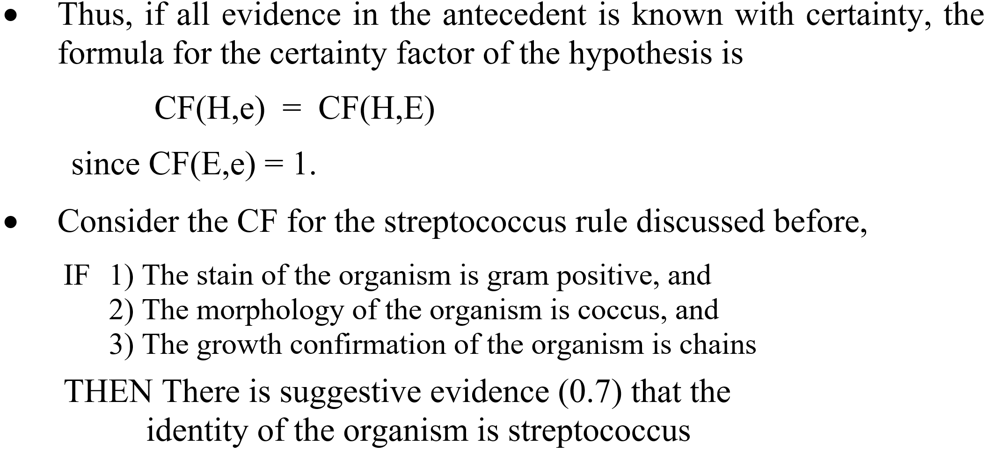 • Thus, if all evidence in the antecedent is known with certainty, the
formula for the certainty factor of the hypothesis is
CF(H,e) = CF(H,E)
since CF(E,e) = 1.
• Consider the CF for the streptococcus rule discussed before,
IF 1) The stain of the organism is gram positive, and
2) The morphology of the organism is coccus, and
3) The growth confirmation of the organism is chains
THEN There is suggestive evidence (0.7) that the
identity of the organism is streptococcus